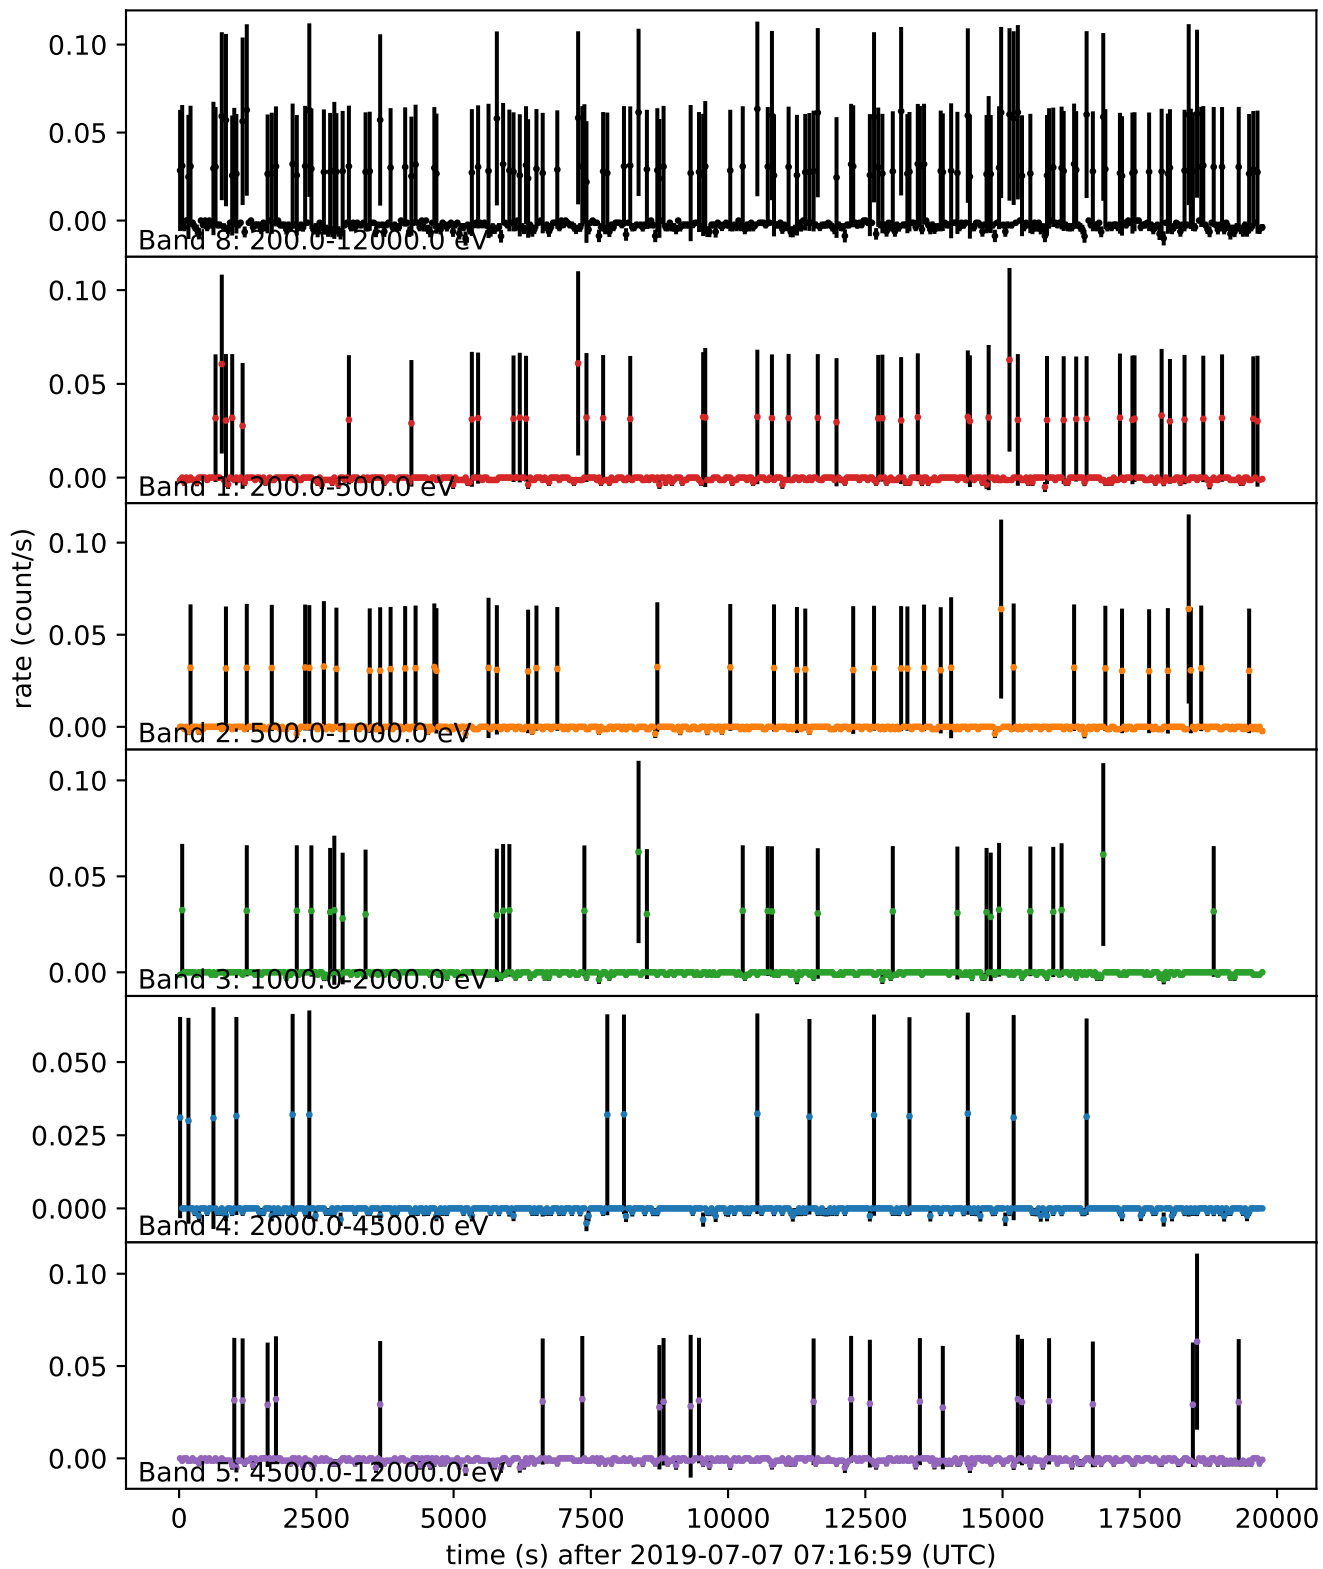 0.10
0.05
0.00
Band 8: 200.0-12000.0 eV
0.10
0.05
0.00
Band 1: 200.0-500.0 eV
rate (count/s)
0.10
0.05
0.00
Band 2: 500.0-1000.0 eV
0.10
0.05
0.00
Band 3: 1000.0-2000.0 eV
0.050
0.025
0.000
Band 4: 2000.0-4500.0 eV
0.10
0.05
0.00
Band 5: 4500.0-12000.0 eV
0 2500 5000 7500 10000 12500 15000 17500 20000
time (s) after 2019-07-07 07:16:59 (UTC)